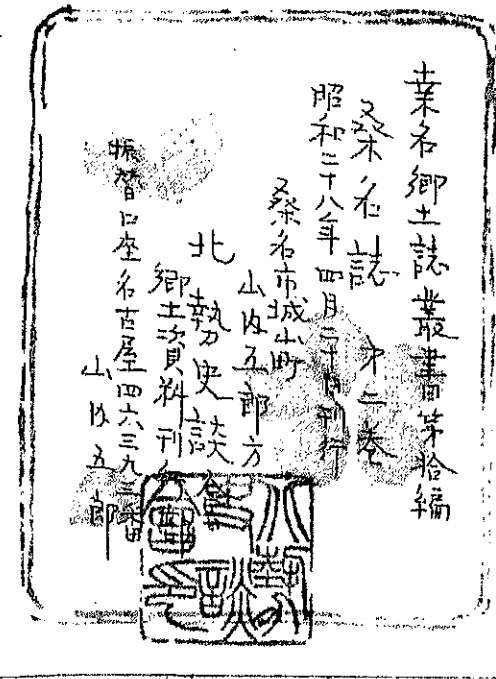 桑名郷土誌叢書第拾編
桑名誌 第二巻
昭和二十八年四月二十日刊行
桑名市城山町
山内五郎方
北勢史談会
郷土資料刊行部
振替口座名古屋四六三九三番
山内五郎